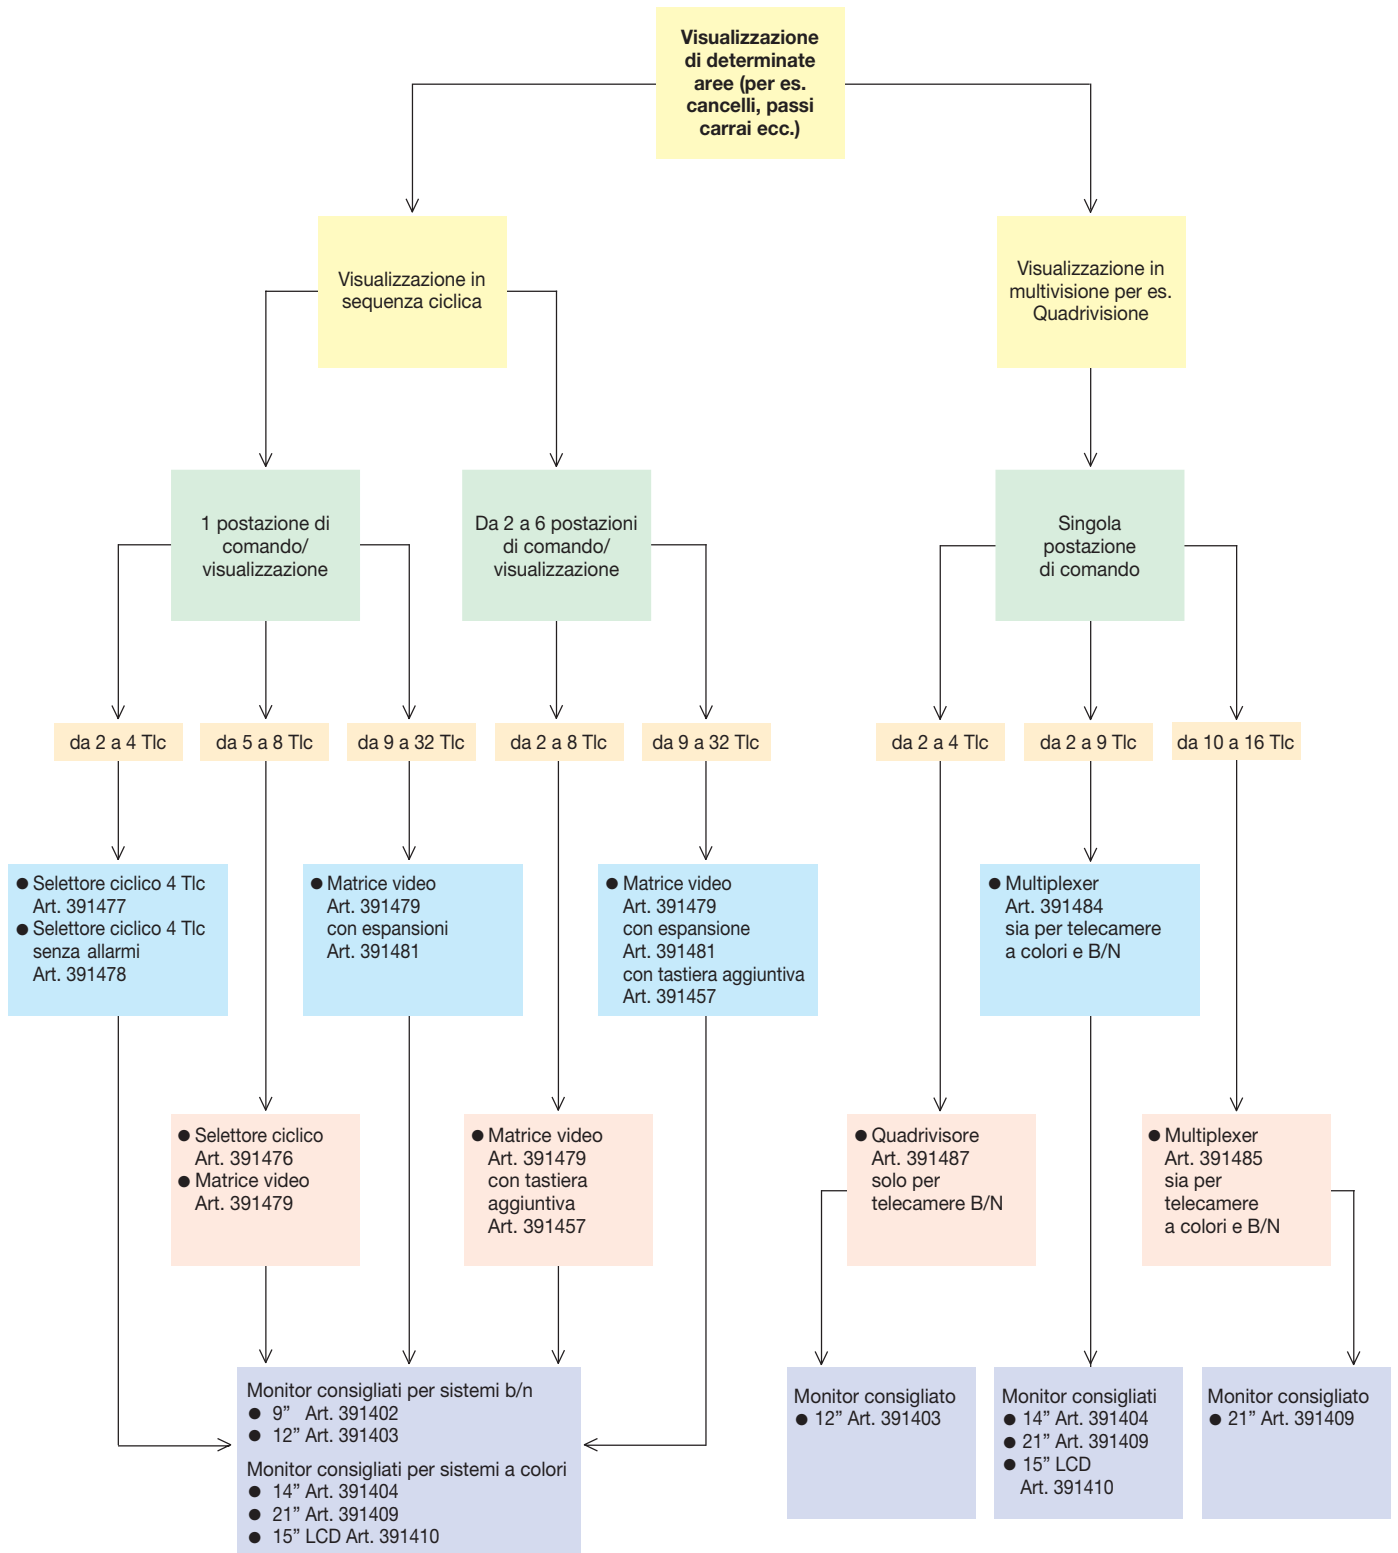 Visualizzazione
di determinate
aree (per es.
cancelli, passi
carrai ecc.)
Visualizzazione in
sequenza ciclica
Visualizzazione in
multivisione per es.
Quadrivisione
1 postazione di
comando/
visualizzazione
Da 2 a 6 postazioni
di comando/
visualizzazione
Singola
postazione
di comando
da 2 a 4 Tlc
da 5 a 8 Tlc
da 9 a 32 Tlc
da 2 a 8 Tlc
da 9 a 32 Tlc
da 2 a 4 Tlc
da 2 a 9 Tlc
da 10 a 16 Tlc
● Selettore ciclico 4 Tlc
Art. 391477
● Selettore ciclico 4 Tlc
senza allarmi
Art. 391478
● Matrice video
Art. 391479
con espansioni
Art. 391481
● Matrice video
Art. 391479
con espansione
Art. 391481
con tastiera aggiuntiva
Art. 391457
● Multiplexer
Art. 391484
sia per telecamere
a colori e B/N
● Selettore ciclico
Art. 391476
● Matrice video
Art. 391479
● Matrice video
Art. 391479
con tastiera
aggiuntiva
Art. 391457
● Quadrivisore
Art. 391487
solo per
telecamere B/N
● Multiplexer
Art. 391485
sia per
telecamere
a colori e B/N
Monitor consigliati per sistemi b/n
● 9” Art. 391402
● 12” Art. 391403
Monitor consigliati per sistemi a colori
● 14” Art. 391404
● 21” Art. 391409
● 15” LCD Art. 391410
Monitor consigliato
● 12” Art. 391403
Monitor consigliati
● 14” Art. 391404
● 21” Art. 391409
● 15” LCD
Art. 391410
Monitor consigliato
● 21” Art. 391409